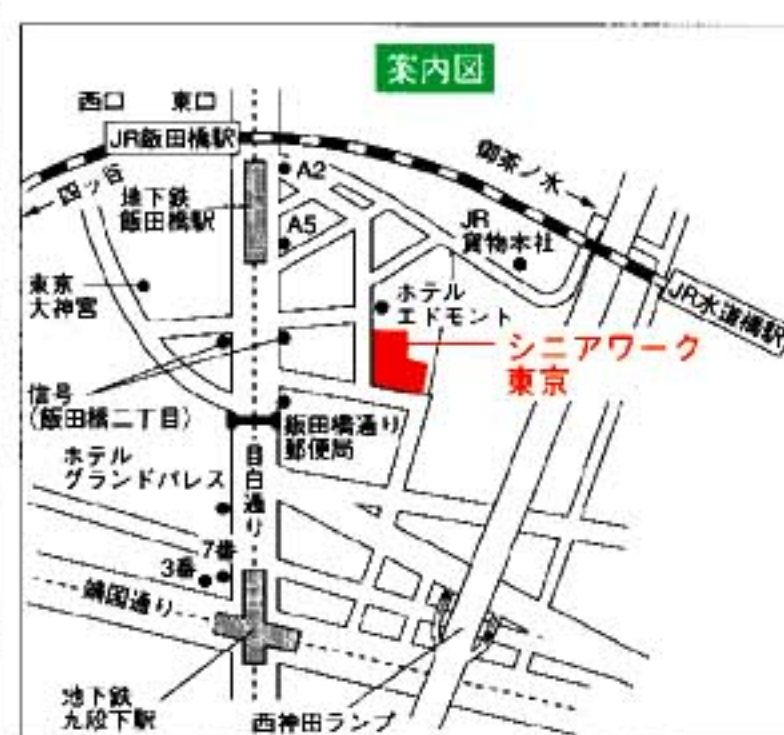 案内図
西口 東口
JR飯田橋駅
御茶ノ水
四ッ谷
地下鉄
飯田橋駅
A2
A5
JR
貨物本社
JR水道橋駅
東京
大神宮
ホテル
エドモント
シニアワーク
東京
信号
(飯田橋二丁目)
飯田橋通り
郵便局
ホテル
グランドパレス
目白通り
7番
3番
靖国通り
地下鉄
九段下駅
西神田ランプ